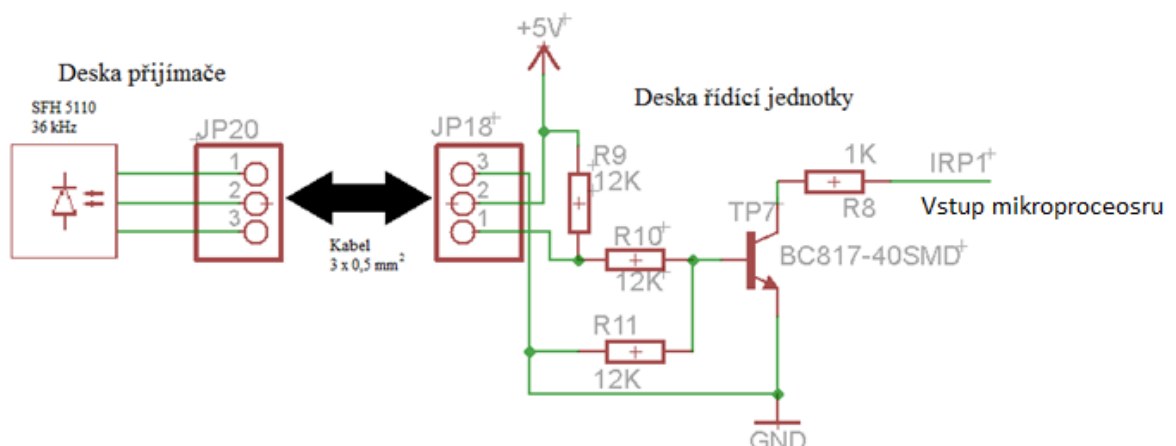 +5V
Deska přijímače
Deska řídící jednotky
SFH 5110
36 kHz
JP20
JP18
1
2
3
3
2
1
Kabel
3 x 0,5 mm²
R9
12K
R10
12K
R11
12K
1K
R8
IRP1
Vstup mikroproceosru
TP7
BC817-40SMD
GND